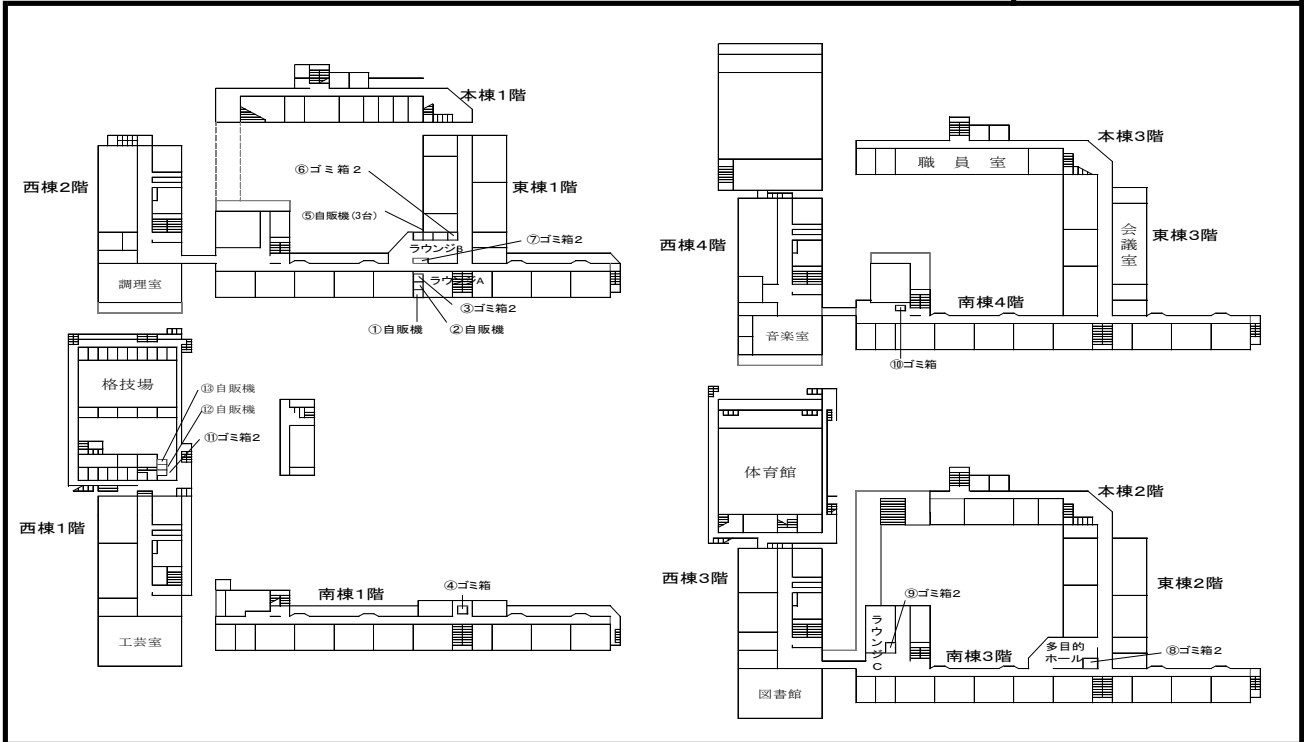 本棟1階
⑥ゴミ箱2
西棟2階
東棟1階
⑤自販機(3台)
ラウンジB
⑦ゴミ箱2
調理室
ラウンジA
③ゴミ箱2
①自販機
②自販機
格技場
⑬自販機
⑫自販機
⑪ゴミ箱2
西棟1階
④ゴミ箱
南棟1階
工芸室
本棟3階
職員室
西棟4階
会議室
東棟3階
南棟4階
音楽室
⑩ゴミ箱
体育館
本棟2階
西棟3階
東棟2階
⑨ゴミ箱2
ラウンジC
南棟3階
多目的
ホール
⑧ゴミ箱2
図書館